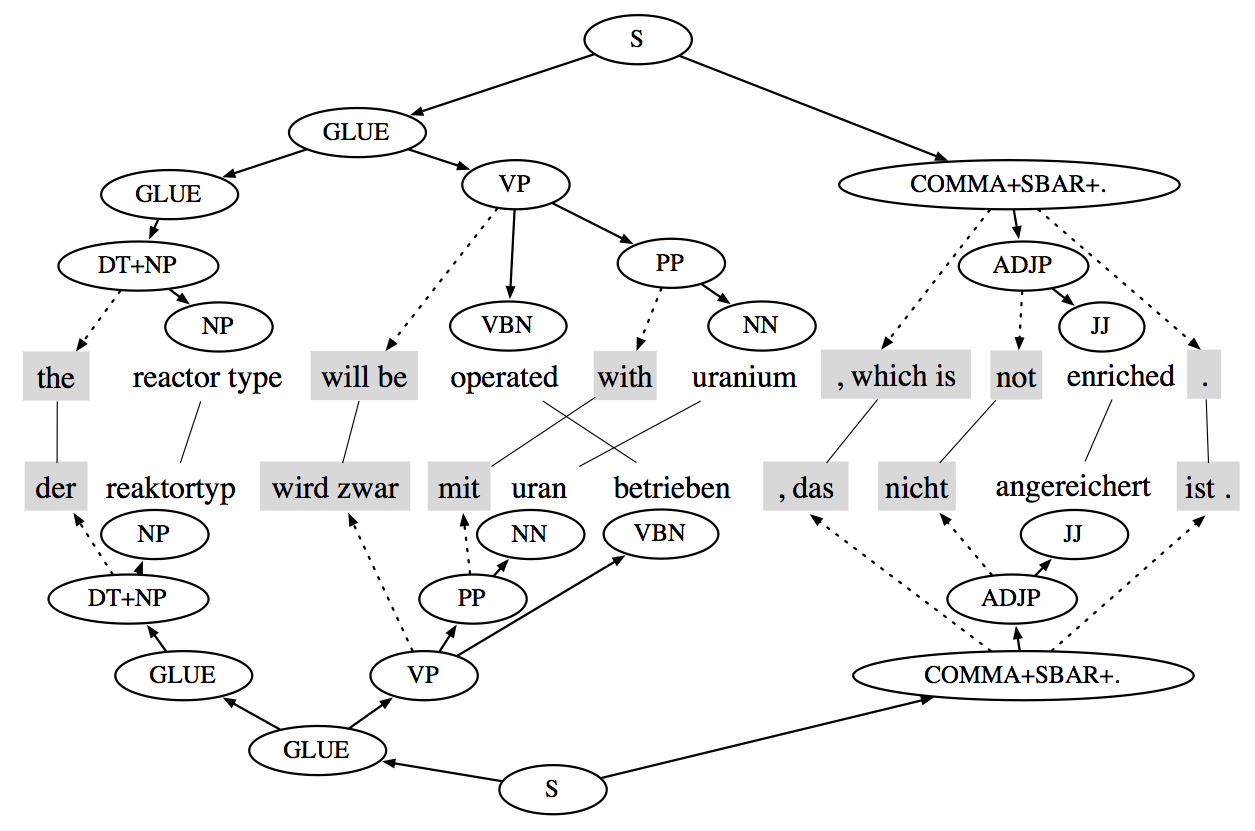 S
GLUE
GLUE VP COMMA+SBAR+.
DT+NP PP ADJP
NP VBN NN JJ
the reactor type will be operated with uranium , which is not enriched .
der reaktortyp wird zwar mit uran betrieben , das nicht angereichert ist .
NP NN VBN JJ
DT+NP PP ADJP
GLUE VP COMMA+SBAR+.
GLUE
S